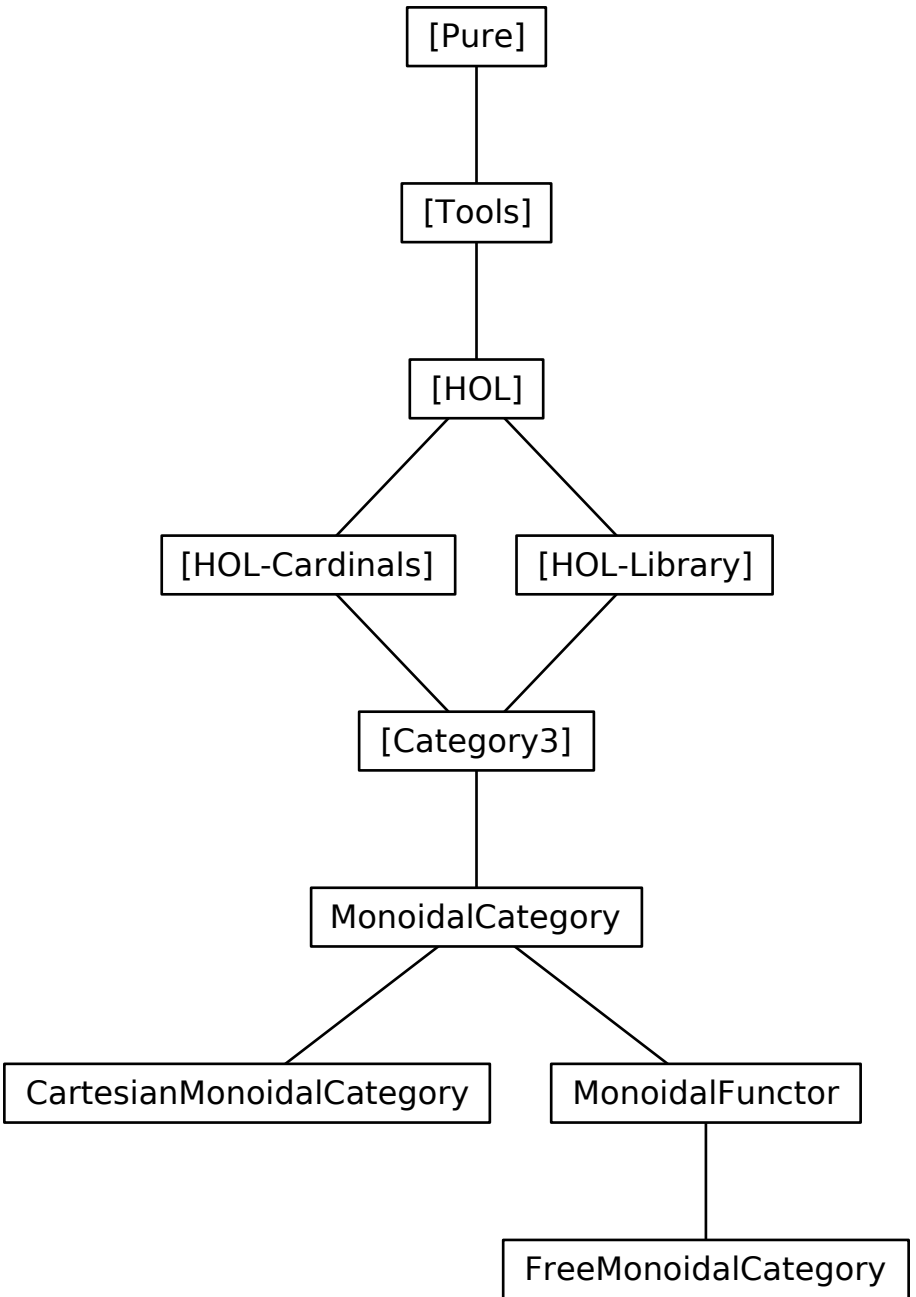 [Pure]
[Tools]
[HOL]
[HOL-Cardinals] [HOL-Library]
[Category3]
MonoidalCategory
CartesianMonoidalCategory MonoidalFunctor
FreeMonoidalCategory